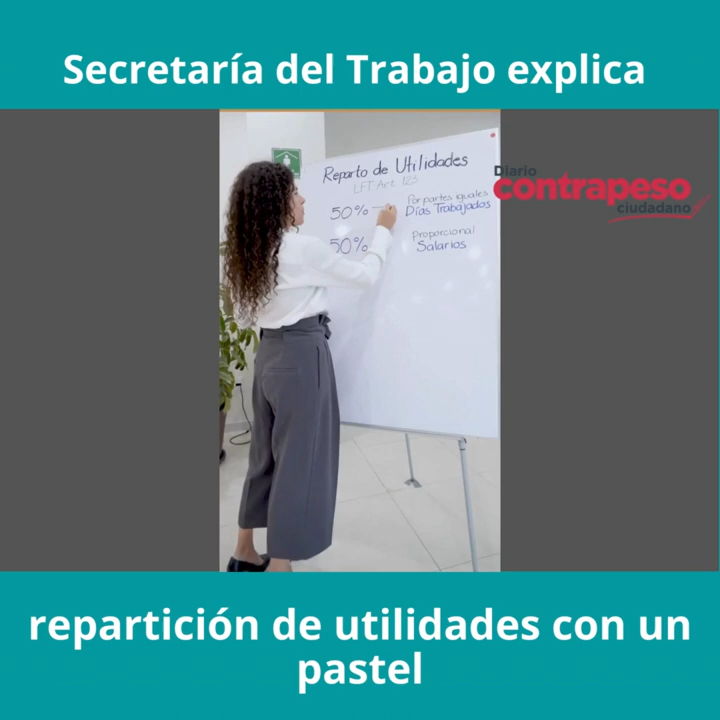 Secretaría del Trabajo explica
Reparto de Utilidades
LFT Art. 123
50% Por partes iguales
Días Trabajados
50% Proporcional
Salarios
Diario
contrapeso
ciudadano
repartición de utilidades con un
pastel